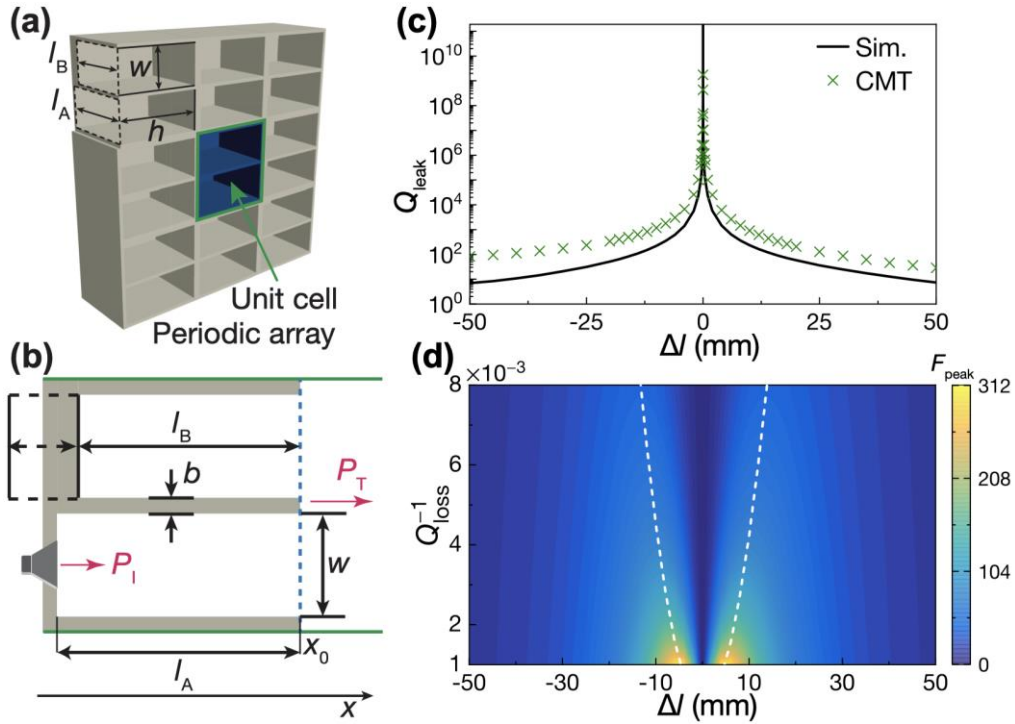 (a)
l_B
w
l_A
h
Unit cell
Periodic array
(b)
l_B
b
P_T
w
P_I
x_0
l_A
x
(c)
Q_leak
10^10
10^8
10^6
10^4
10^2
10^0
Sim.
CMT
-50 -25 0 25 50
Δl (mm)
(d)
×10^-3
F_peak
Q_loss^-1
8
6
4
2
1
312
208
104
0
-50 -30 -10 0 10 30 50
Δl (mm)